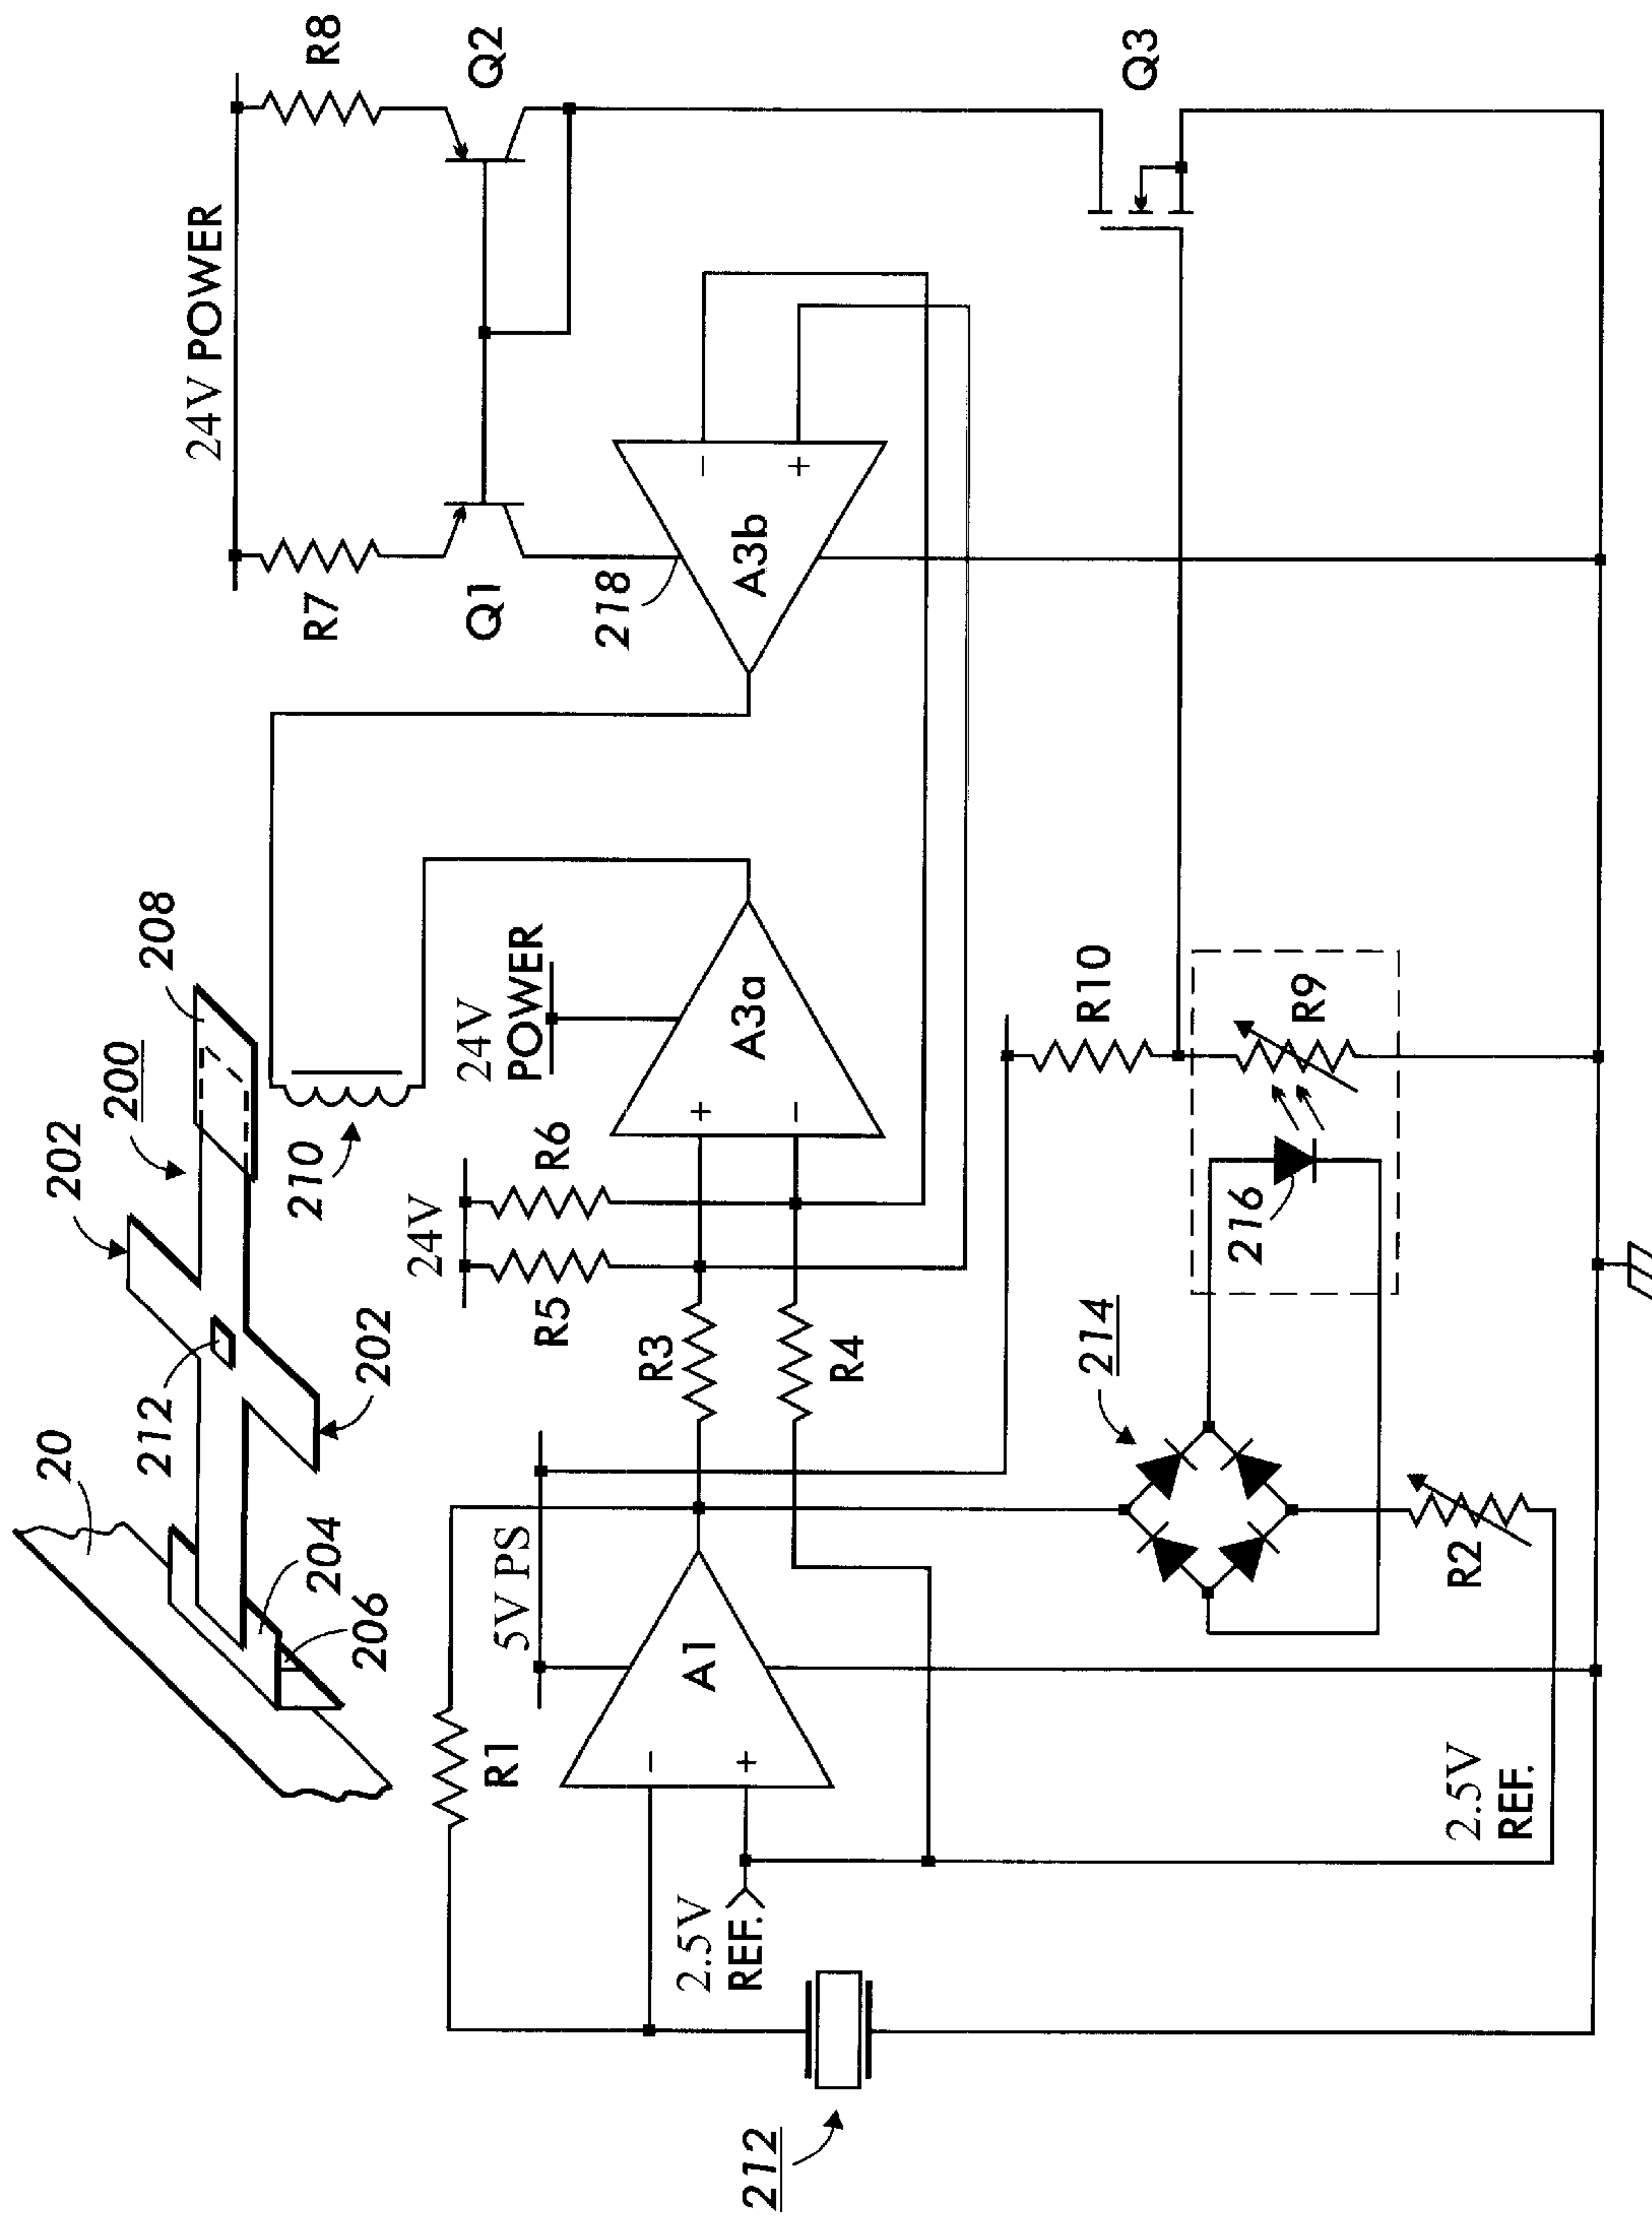 20
202
200
208
212
202
204
206
210
24V POWER
R7
R8
Q1
Q2
218
A3b
-
+
24V
POWER
24V
R5
R6
R3
R4
+
-
A3a
5V PS
R1
-
+
A1
2.5V
REF.
212
2.5V
REF.
214
R2
216
R9
R10
Q3